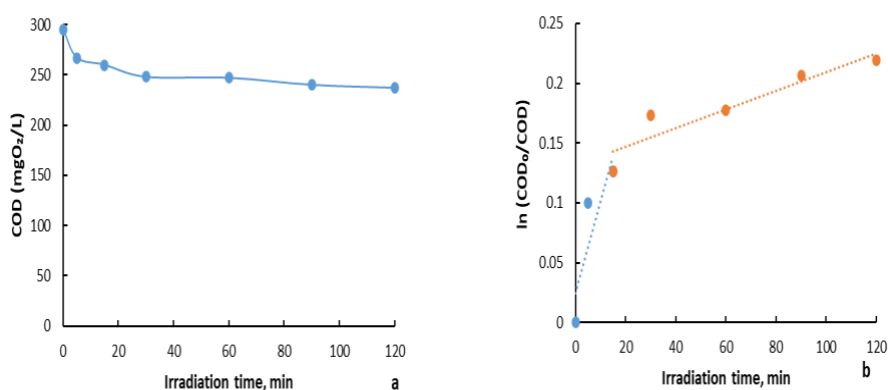 300
250
200
150
100
50
0
COD (mgO₂/L)
0 20 40 60 80 100 120
Irradiation time, min
a
0.25
0.2
0.15
0.1
0.05
0
ln (COD₀/COD)
0 20 40 60 80 100 120
Irradiation time, min
b